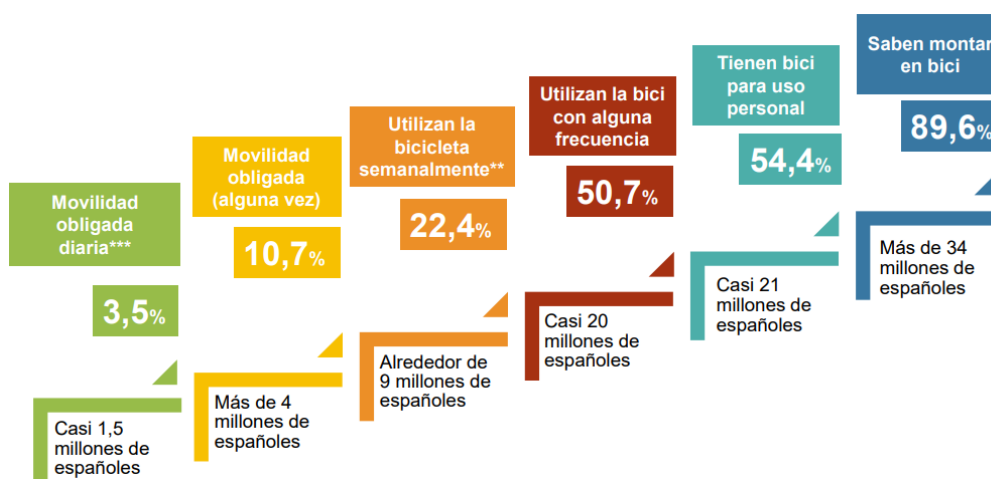 Movilidad
obligada
diaria***
3,5%
Casi 1,5
millones de
españoles
Movilidad
obligada
(alguna vez)
10,7%
Más de 4
millones de
españoles
Utilizan la
bicicleta
semanalmente**
22,4%
Alrededor de
9 millones de
españoles
Utilizan la bici
con alguna
frecuencia
50,7%
Casi 20
millones de
españoles
Tienen bici
para uso
personal
54,4%
Casi 21
millones de
españoles
Saben montar
en bici
89,6%
Más de 34
millones de
españoles